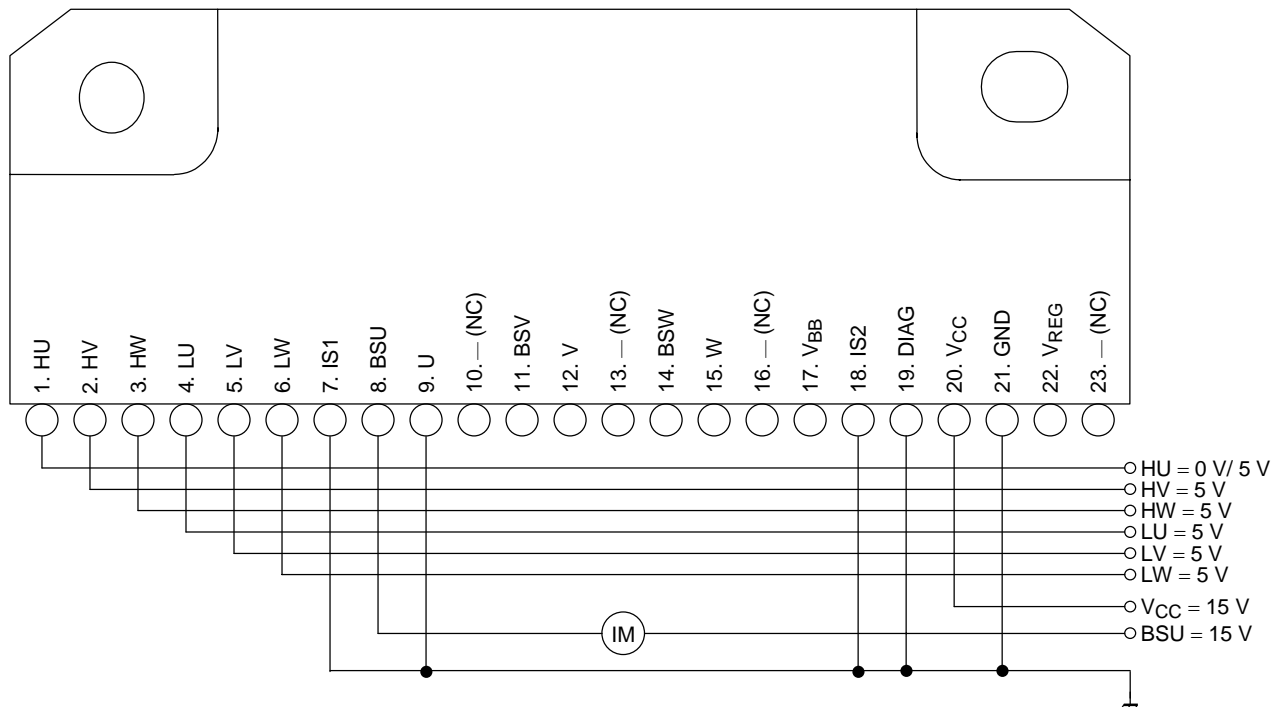 1. HU
2. HV
3. HW
4. LU
5. LV
6. LW
7. IS1
8. BSU
9. U
10. — (NC)
11. BSV
12. V
13. — (NC)
14. BSW
15. W
16. — (NC)
17. VBB
18. IS2
19. DIAG
20. VCC
21. GND
22. VREG
23. — (NC)
HU = 0 V/ 5 V
HV = 5 V
HW = 5 V
LU = 5 V
LV = 5 V
LW = 5 V
VCC = 15 V
IM
BSU = 15 V